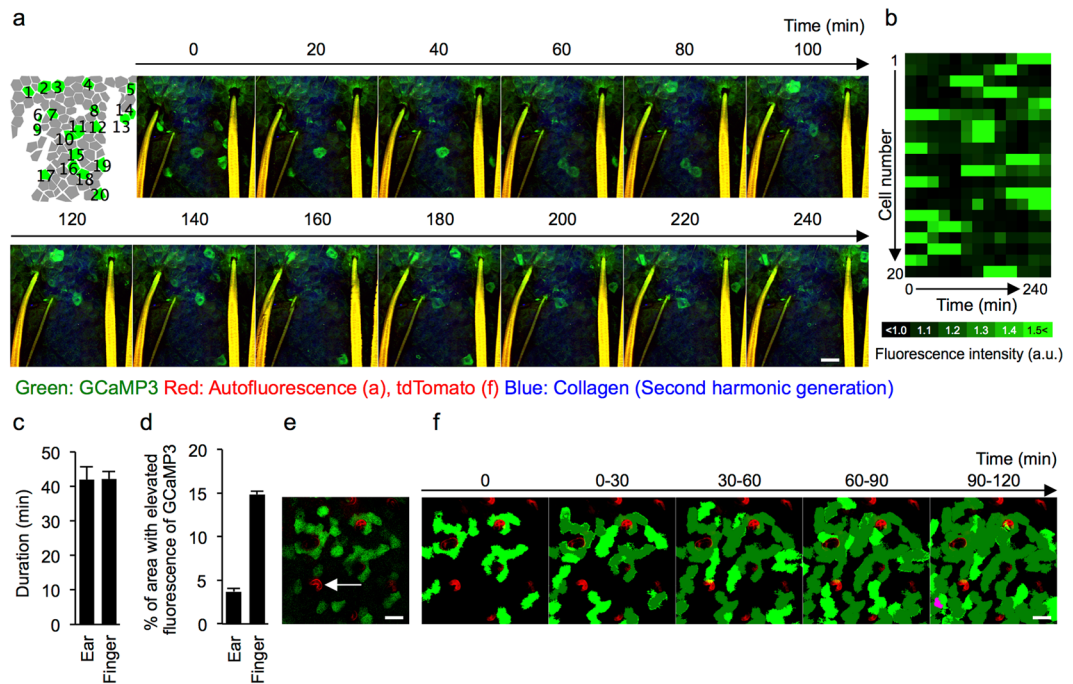 a
Time (min)
0 20 40 60 80 100
1 2 3 4 5
6 7 8 14
9 11 12 13
10
15
16 19
17 18
20
120 140 160 180 200 220 240
Green: GCaMP3 Red: Autofluorescence (a), tdTomato (f) Blue: Collagen (Second harmonic generation)
b
1
Cell number
20
0 240
Time (min)
<1.0 1.1 1.2 1.3 1.4 1.5<
Fluorescence intensity (a.u.)
c
Duration (min)
50
40
30
20
10
0
Ear
Finger
d
% of area with elevated
fluorescence of GCaMP3
20
15
10
5
0
Ear
Finger
e
f
Time (min)
0 0-30 30-60 60-90 90-120